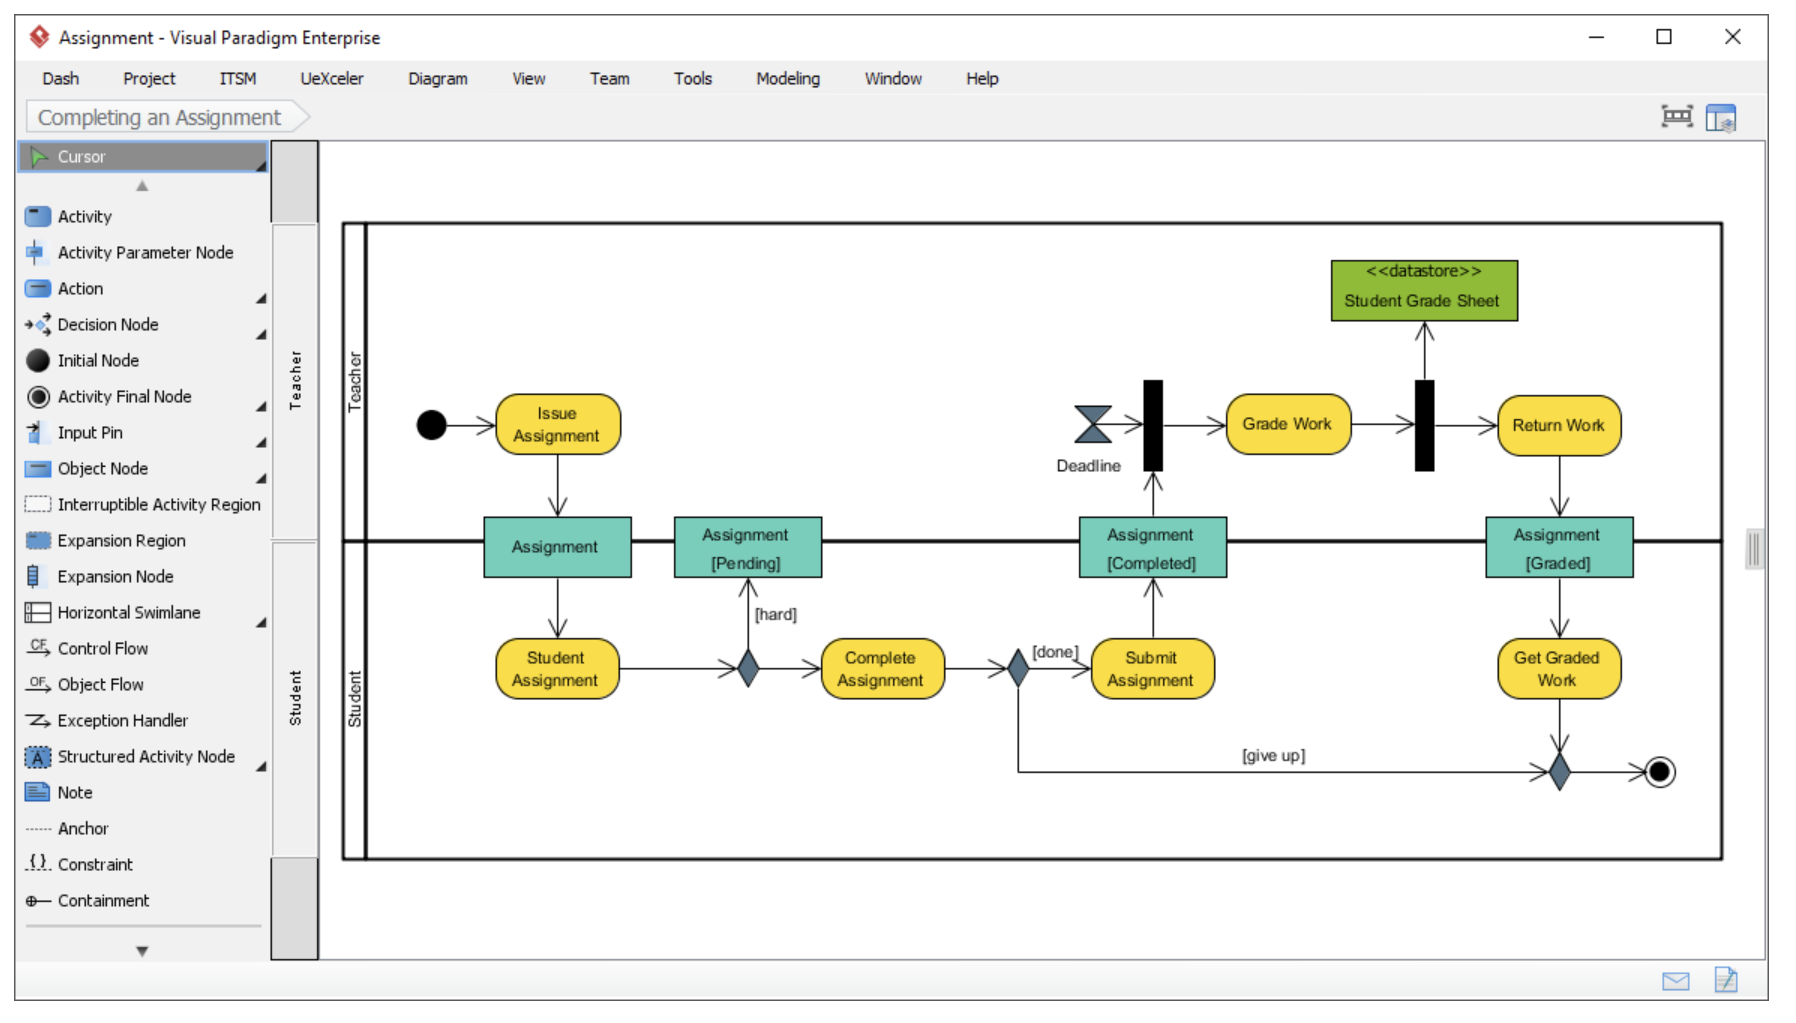 Assignment - Visual Paradigm Enterprise
Dash Project ITSM UeXceler Diagram View Team Tools Modeling Window Help
Completing an Assignment
Cursor
Activity
Activity Parameter Node
Action
Decision Node
Initial Node
Activity Final Node
Input Pin
Object Node
Interruptible Activity Region
Expansion Region
Expansion Node
Horizontal Swimlane
CF Control Flow
OF Object Flow
Exception Handler
A Structured Activity Node
Note
Anchor
{ } Constraint
Containment
Teacher
Student
Teacher
Student
<<datastore>>
Student Grade Sheet
Issue
Assignment
Deadline
Grade Work
Return Work
Assignment
Assignment
[Pending]
Assignment
[Completed]
Assignment
[Graded]
[hard]
Student
Assignment
Complete
Assignment
[done]
Submit
Assignment
Get Graded
Work
[give up]